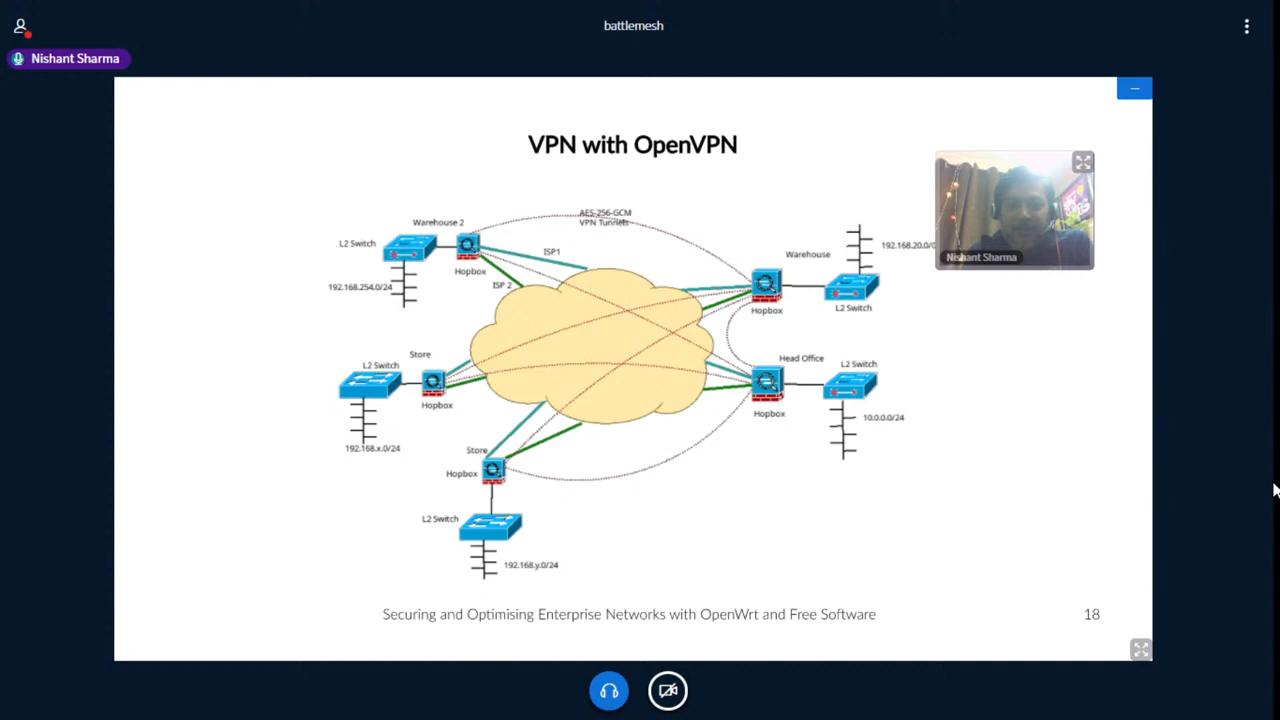 battlemesh
Nishant Sharma
VPN with OpenVPN
Nishant Sharma
AES-256-GCM
VPN Tunnels
Warehouse 2
L2 Switch
ISP1
Hopbox
ISP 2
192.168.254.0/24
Warehouse
192.168.20.0/0
Hopbox
L2 Switch
Store
L2 Switch
Hopbox
192.168.x.0/24
Head Office
L2 Switch
Hopbox
10.0.0.0/24
Store
Hopbox
L2 Switch
192.168.y.0/24
Securing and Optimising Enterprise Networks with OpenWrt and Free Software
18